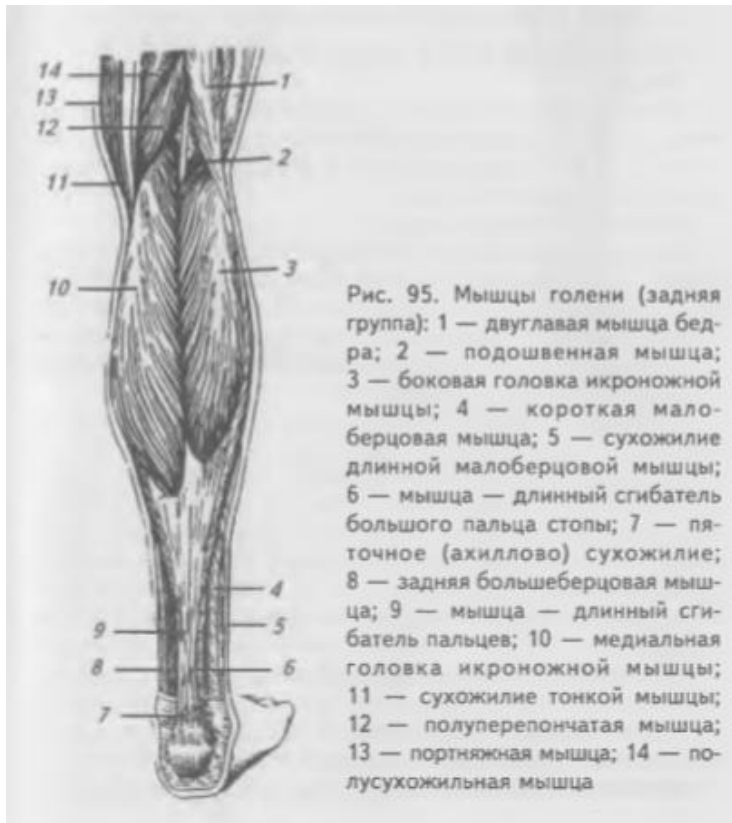 14
13
12
11
10
1
2
3
4
5
6
9
8
7
Рис. 95. Мышцы голени (задняя
группа): 1 — двуглавая мышца бед-
ра; 2 — подошвенная мышца;
3 — боковая головка икроножной
мышцы; 4 — короткая мало-
берцовая мышца; 5 — сухожилие
длинной малоберцовой мышцы;
6 — мышца — длинный сгибатель
большого пальца стопы; 7 — пя-
точное (ахиллово) сухожилие;
8 — задняя большеберцовая мыш-
ца; 9 — мышца — длинный сги-
батель пальцев; 10 — медиальная
головка икроножной мышцы;
11 — сухожилие тонкой мышцы;
12 — полуперепончатая мышца;
13 — портняжная мышца; 14 — по-
лусухожильная мышца